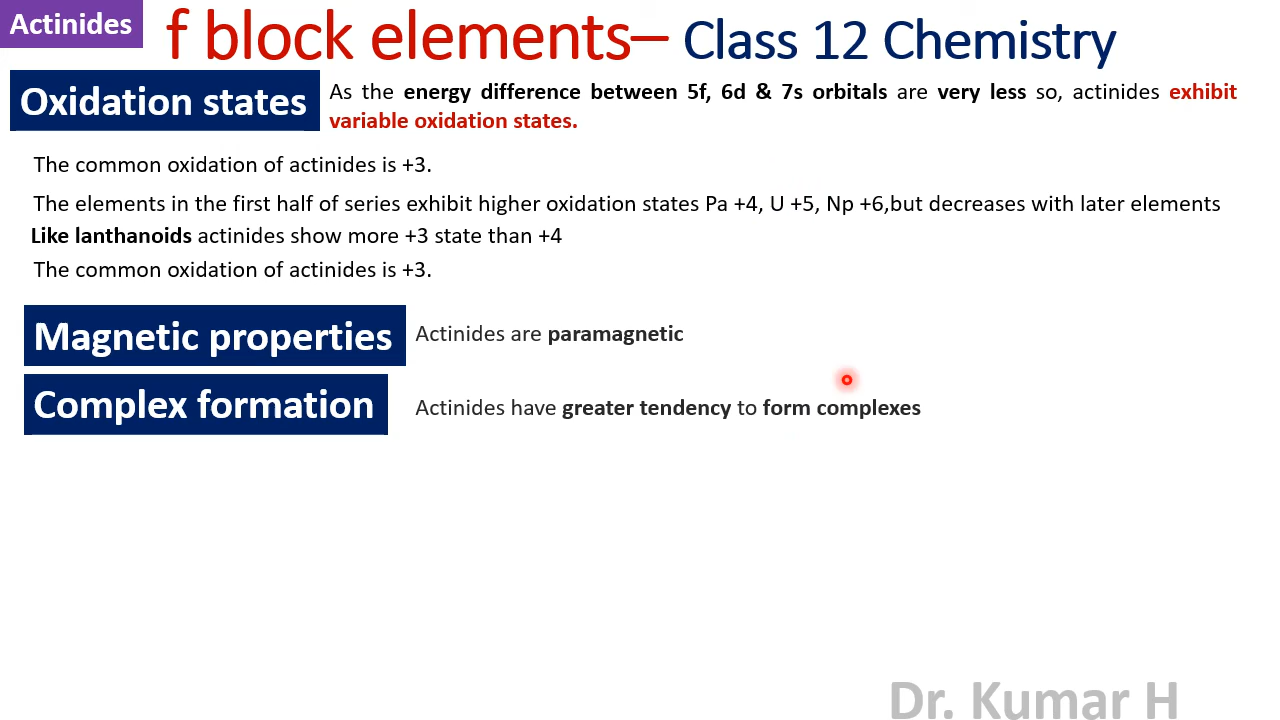 Actinides
f block elements– Class 12 Chemistry
Oxidation states
As the energy difference between 5f, 6d & 7s orbitals are very less so, actinides exhibit
variable oxidation states.
The common oxidation of actinides is +3.
The elements in the first half of series exhibit higher oxidation states Pa +4, U +5, Np +6,but decreases with later elements
Like lanthanoids actinides show more +3 state than +4
The common oxidation of actinides is +3.
Magnetic properties
Actinides are paramagnetic
Complex formation
Actinides have greater tendency to form complexes
Dr. Kumar H